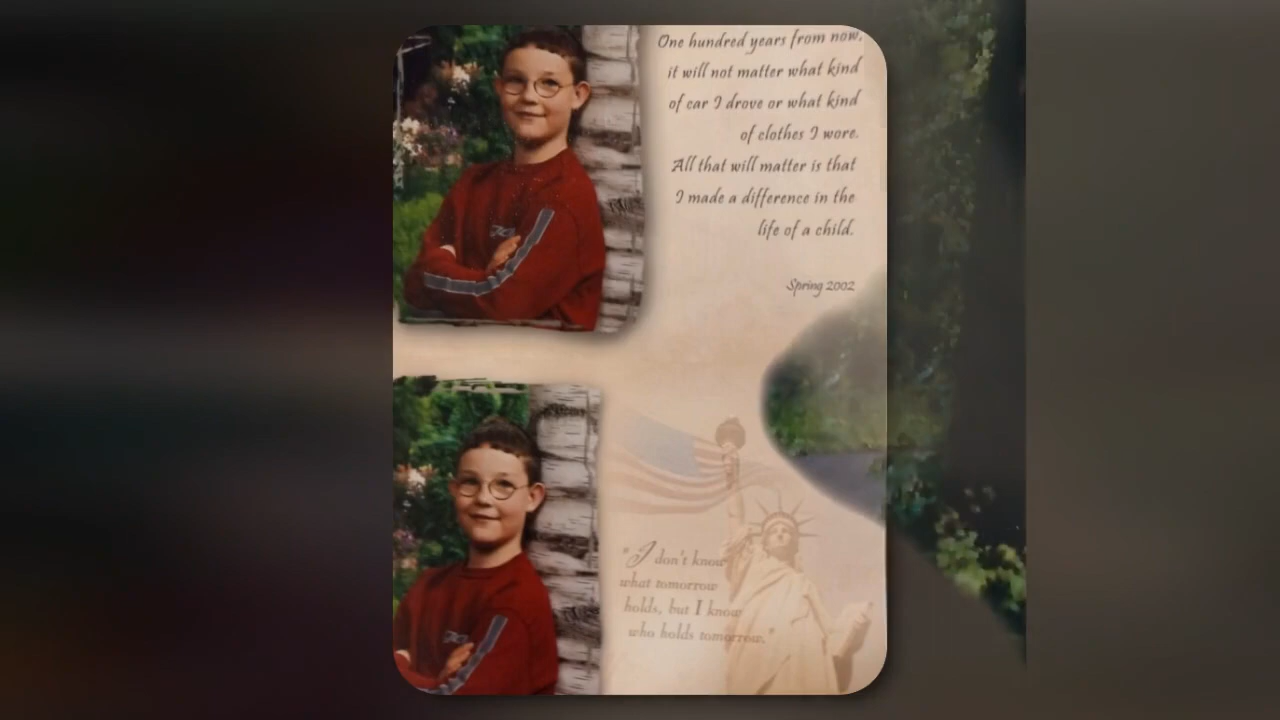 One hundred years from now,
it will not matter what kind
of car I drove or what kind
of clothes I wore.
All that will matter is that
I made a difference in the
life of a child.
Spring 2002
"I don't know
what tomorrow
holds, but I know
who holds tomorrow."